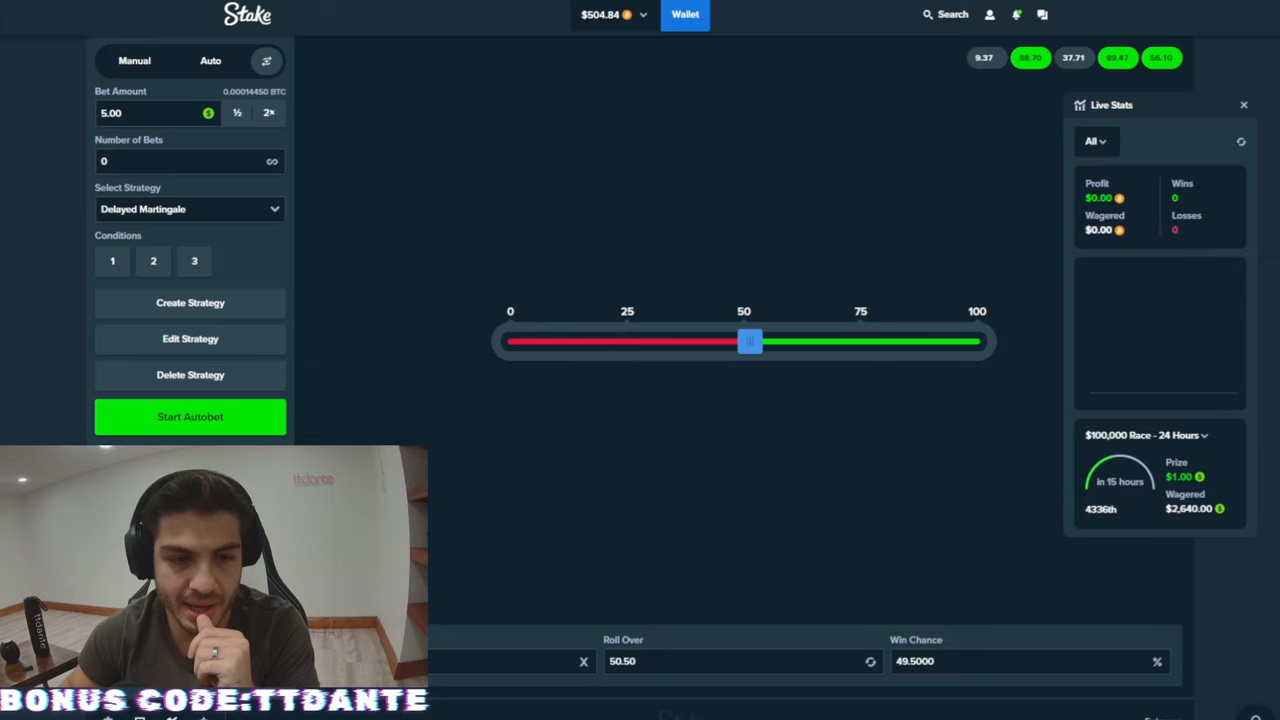 Stake
$504.84
Wallet
Search
Manual
Auto
9.37
88.70
37.71
89.47
56.10
Bet Amount
0.00014450 BTC
5.00
½
2×
Live Stats
Number of Bets
0
All
Select Strategy
Delayed Martingale
Profit
Wins
$0.00
0
Wagered
Losses
$0.00
0
Conditions
1
2
3
Create Strategy
Edit Strategy
Delete Strategy
Start Autobet
0
25
50
75
100
$100,000 Race - 24 Hours
in 15 hours
Prize
$1.00
Wagered
4336th
$2,640.00
ttdante
ttdante
Roll Over
Win Chance
50.50
49.5000
%
BONUS CODE:TTDANTE